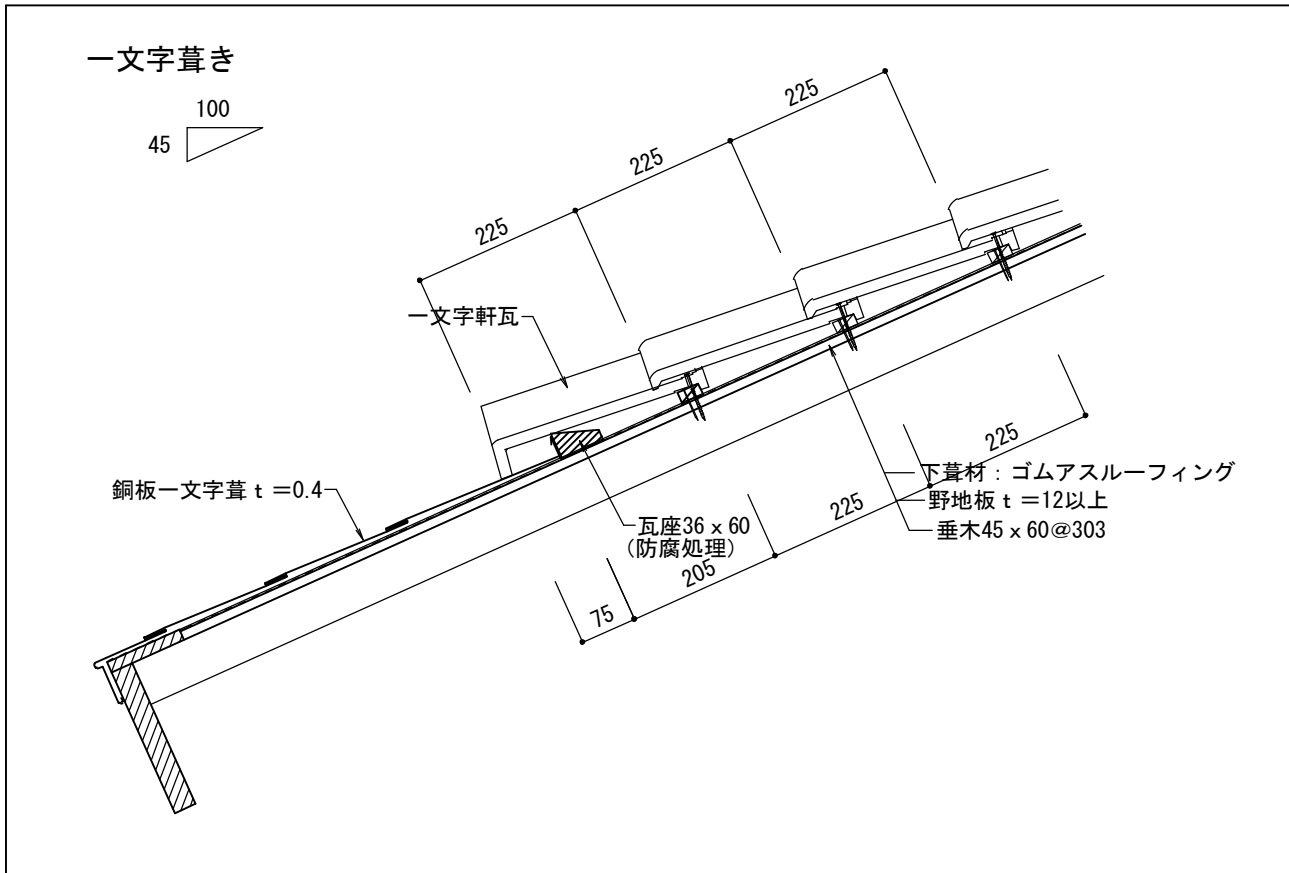 一文字葺き
100
45
225
225
225
一文字軒瓦
銅板一文字葺 t =0.4
瓦座36 x 60
(防腐処理)
下葺材：ゴムアスルーフィング
野地板 t =12以上
垂木45 x 60@303
225
225
205
75